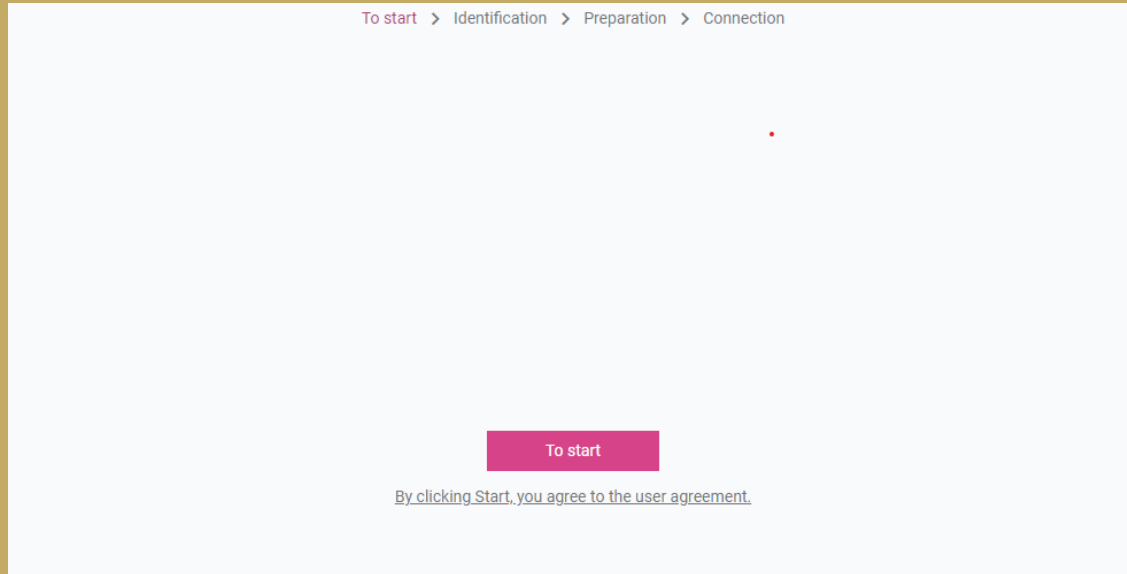 To start > Identification > Preparation > Connection
To start
By clicking Start, you agree to the user agreement.